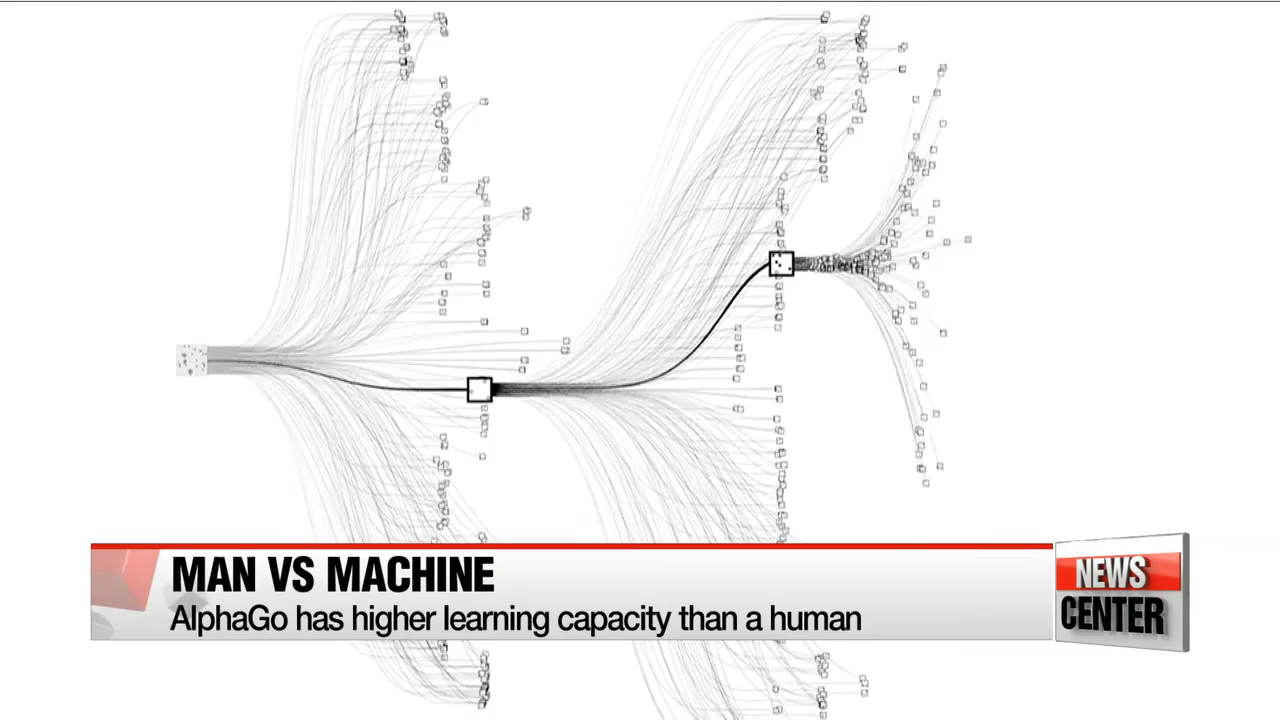 MAN VS MACHINE
AlphaGo has higher learning capacity than a human
NEWS
CENTER